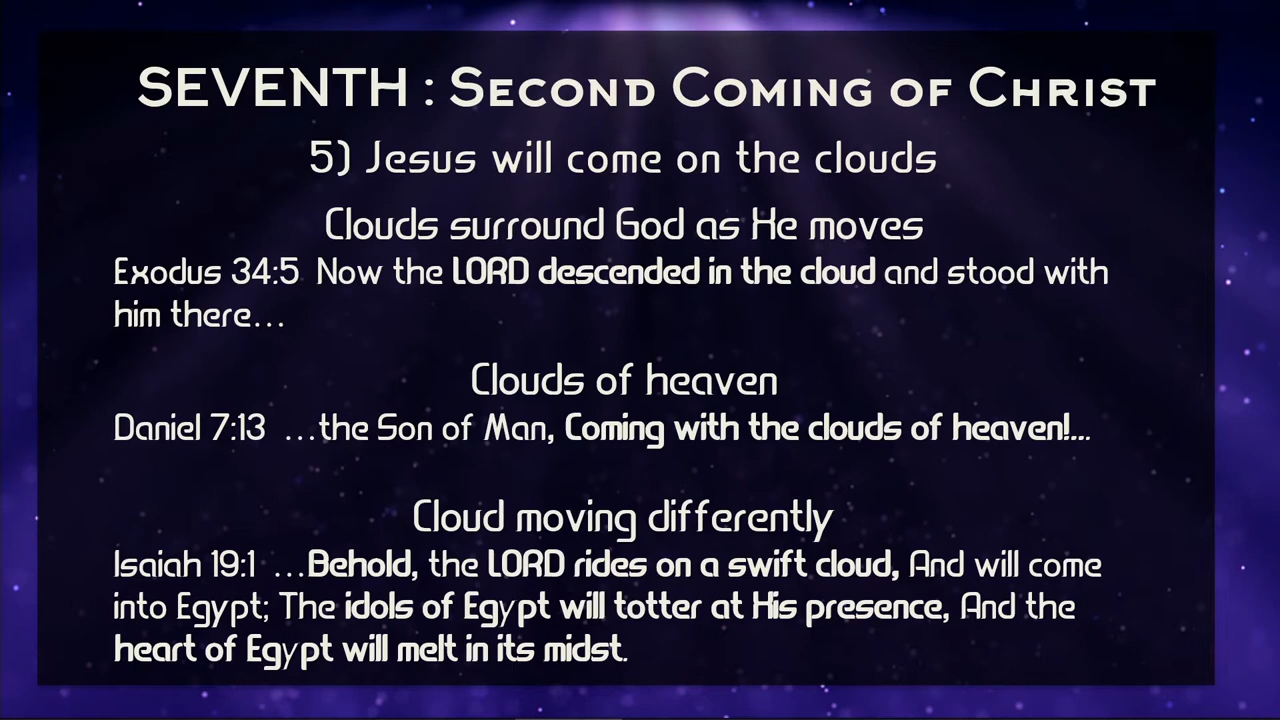 SEVENTH : Second Coming of Christ
5) Jesus will come on the clouds
Clouds surround God as He moves
Exodus 34:5 Now the LORD descended in the cloud and stood with
him there...
Clouds of heaven
Daniel 7:13 ...the Son of Man, Coming with the clouds of heaven!...
Cloud moving differently
Isaiah 19:1 ...Behold, the LORD rides on a swift cloud, And will come
into Egypt; The idols of Egypt will totter at His presence, And the
heart of Egypt will melt in its midst.